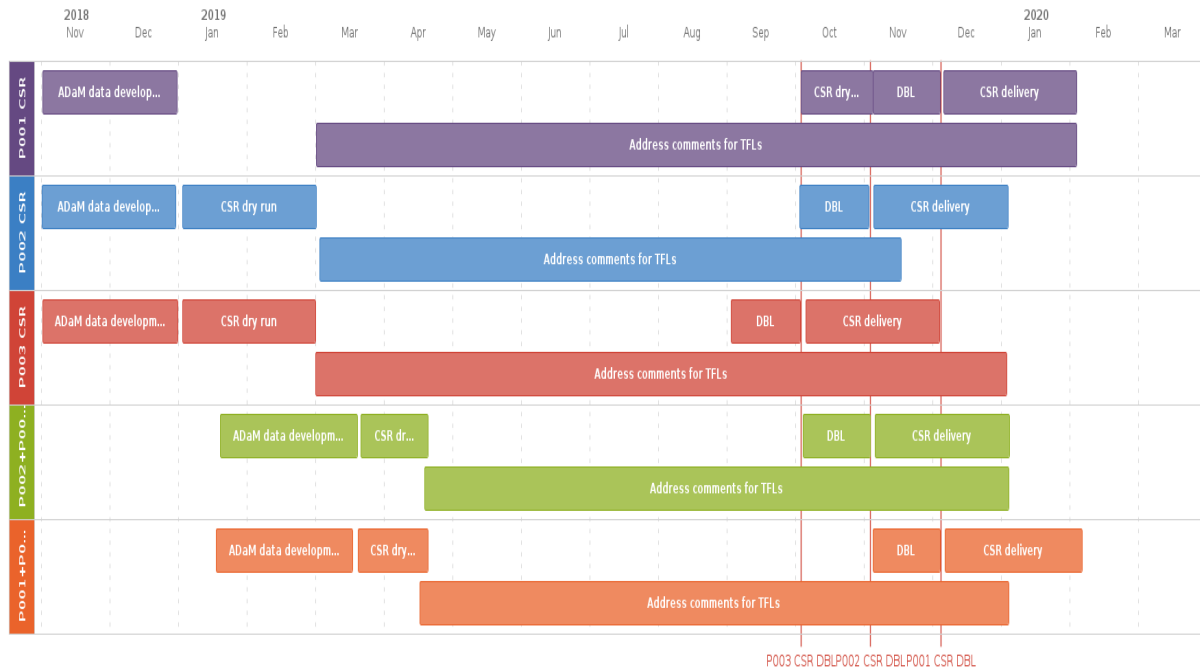 2018 2019 2020
Nov Dec Jan Feb Mar Apr May Jun Jul Aug Sep Oct Nov Dec Jan Feb Mar
P001 CSR
ADaM data develop... CSR dry... DBL CSR delivery
Address comments for TFLs
P002 CSR
ADaM data develop... CSR dry run DBL CSR delivery
Address comments for TFLs
P003 CSR
ADaM data developm... CSR dry run DBL CSR delivery
Address comments for TFLs
P002+P00...
ADaM data developm... CSR dr... DBL CSR delivery
Address comments for TFLs
P001+P0...
ADaM data developm... CSR dry... DBL CSR delivery
Address comments for TFLs
P003 CSR DBL P002 CSR DBL P001 CSR DBL